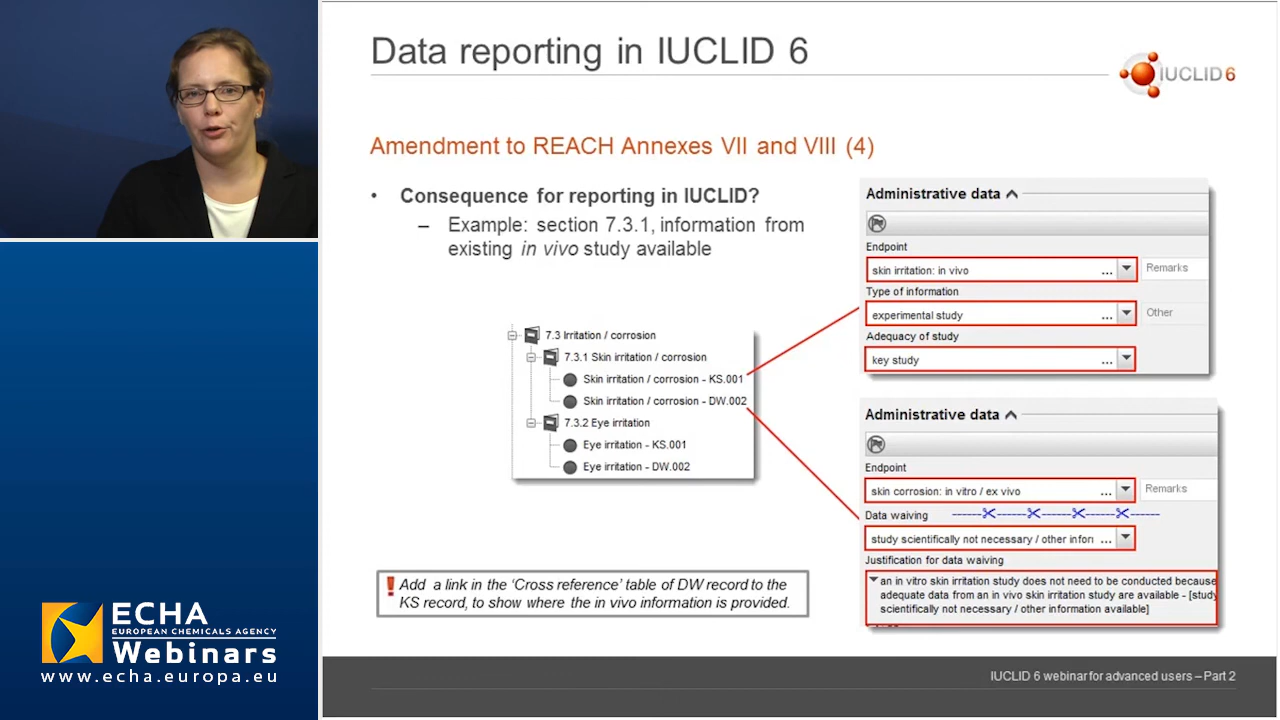 Data reporting in IUCLID 6
IUCLID 6
Amendment to REACH Annexes VII and VIII (4)
• Consequence for reporting in IUCLID?
– Example: section 7.3.1, information from
existing in vivo study available
7.3 Irritation / corrosion
7.3.1 Skin irritation / corrosion
Skin irritation / corrosion - KS.001
Skin irritation / corrosion - DW.002
7.3.2 Eye irritation
Eye irritation - KS.001
Eye irritation - DW.002
Administrative data
Endpoint
skin irritation: in vivo ... Remarks
Type of information
experimental study ... Other
Adequacy of study
key study ...
Administrative data
Endpoint
skin corrosion: in vitro / ex vivo ... Remarks
Data waiving
study scientifically not necessary / other infor ...
Justification for data waiving
an in vitro skin irritation study does not need to be conducted because
adequate data from an in vivo skin irritation study are available - [study
scientifically not necessary / other information available]
! Add a link in the ‘Cross reference’ table of DW record to the
KS record, to show where the in vivo information is provided.
ECHA
EUROPEAN CHEMICALS AGENCY
Webinars
www.echa.europa.eu
IUCLID 6 webinar for advanced users – Part 2